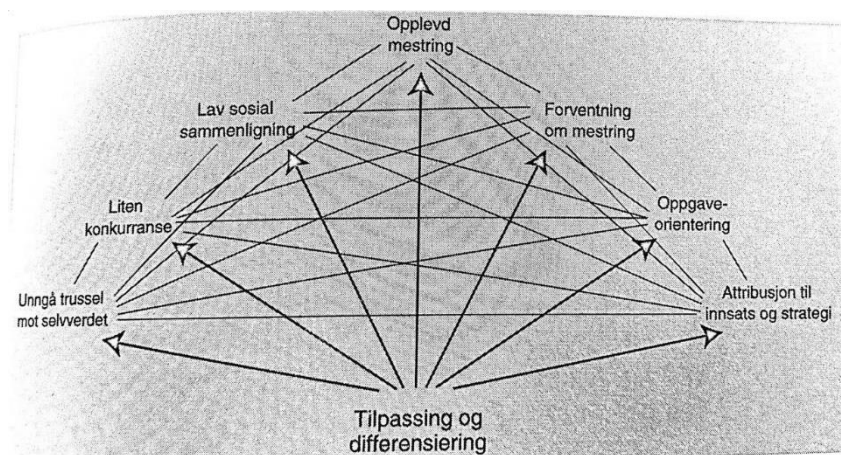 Opplevd
mestring
Lav sosial
sammenligning
Forventning
om mestring
Liten
konkurranse
Oppgave-
orientering
Unngå trussel
mot selvverdet
Attribusjon til
innsats og strategi
Tilpassing og
differensiering